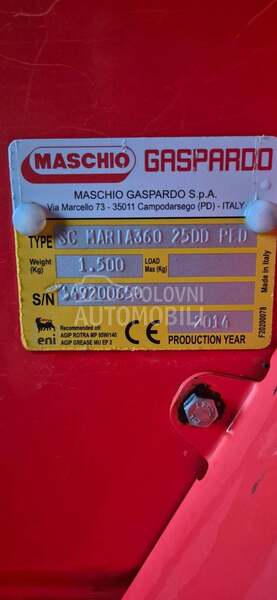 MASCHIO GASPARDO
MASCHIO GASPARDO S.p.A.
Via Marcello 73 - 35011 Campodarsego (PD) - ITALY
TYPE SC MARIA360 250D PED
Weight (Kg) 1.500 LOAD Max (Kg)
S/N
POLOVNI
AUTOMOBILI
2014
eni
Recommended oil:
AGIP ROTRA MP 85W/140
AGIP GREASE MU EP 2
CE
PRODUCTION YEAR
Made in Italy
F20200078